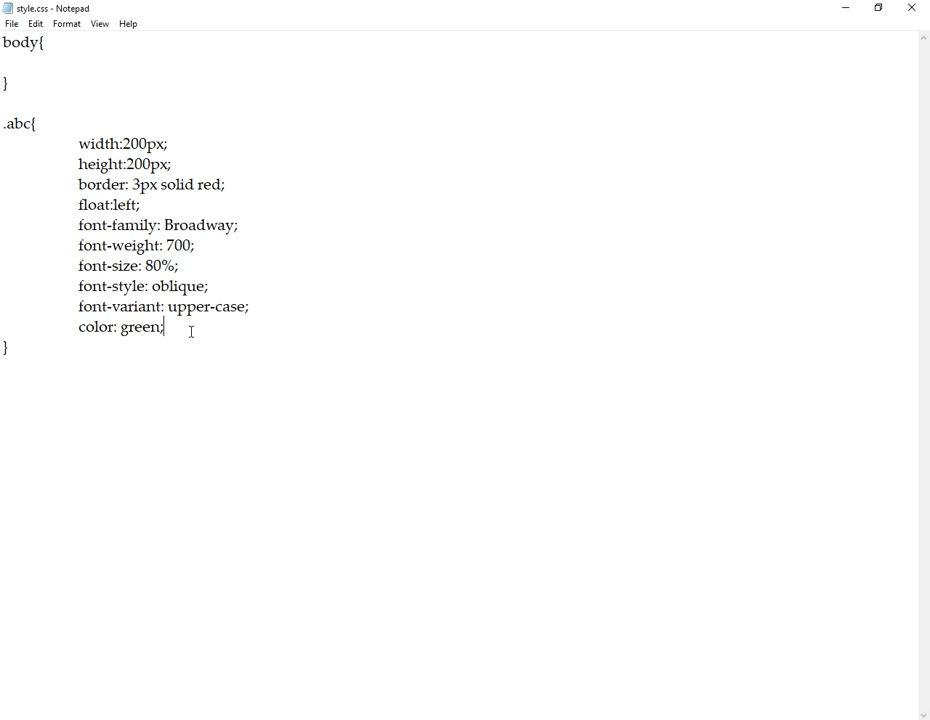 style.css - Notepad
File Edit Format View Help
body{
}
.abc{
width:200px;
height:200px;
border: 3px solid red;
float:left;
font-family: Broadway;
font-weight: 700;
font-size: 80%;
font-style: oblique;
font-variant: upper-case;
color: green;
}